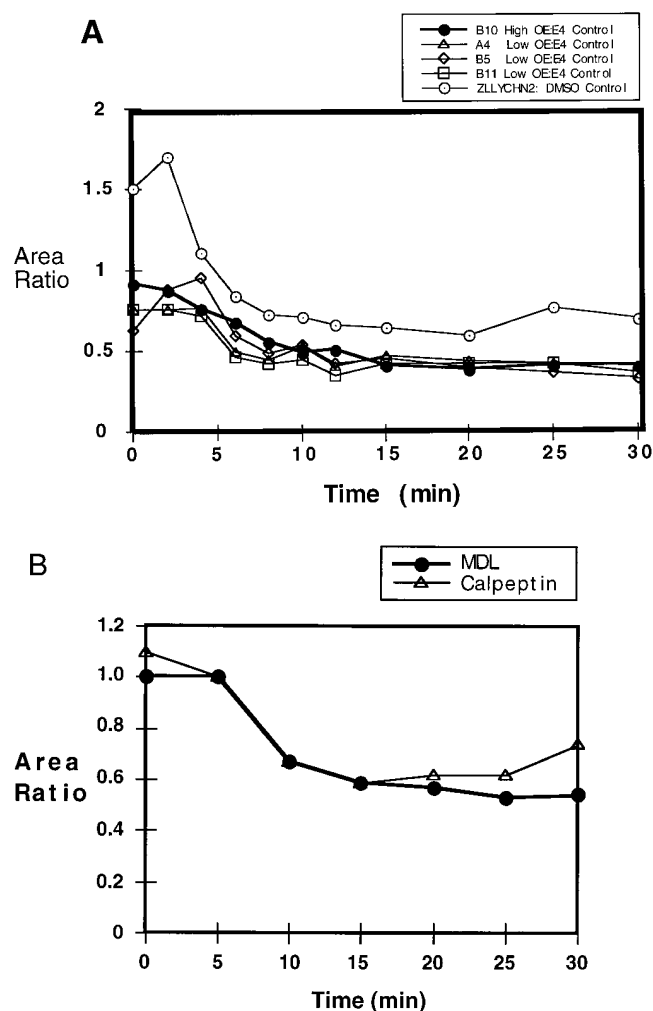 A
B10 High OE:E4 Control
A4 Low OE:E4 Control
B5 Low OE:E4 Control
B11 Low OE:E4 Control
ZLLYCHN2: DMSO Control
2
1.5
Area
Ratio
1
0.5
0
0 5 10 15 20 25 30
Time (min)
B
MDL
Calpeptin
1.2
1.0
0.8
Area
Ratio
0.6
0.4
0.2
0
0 5 10 15 20 25 30
Time (min)